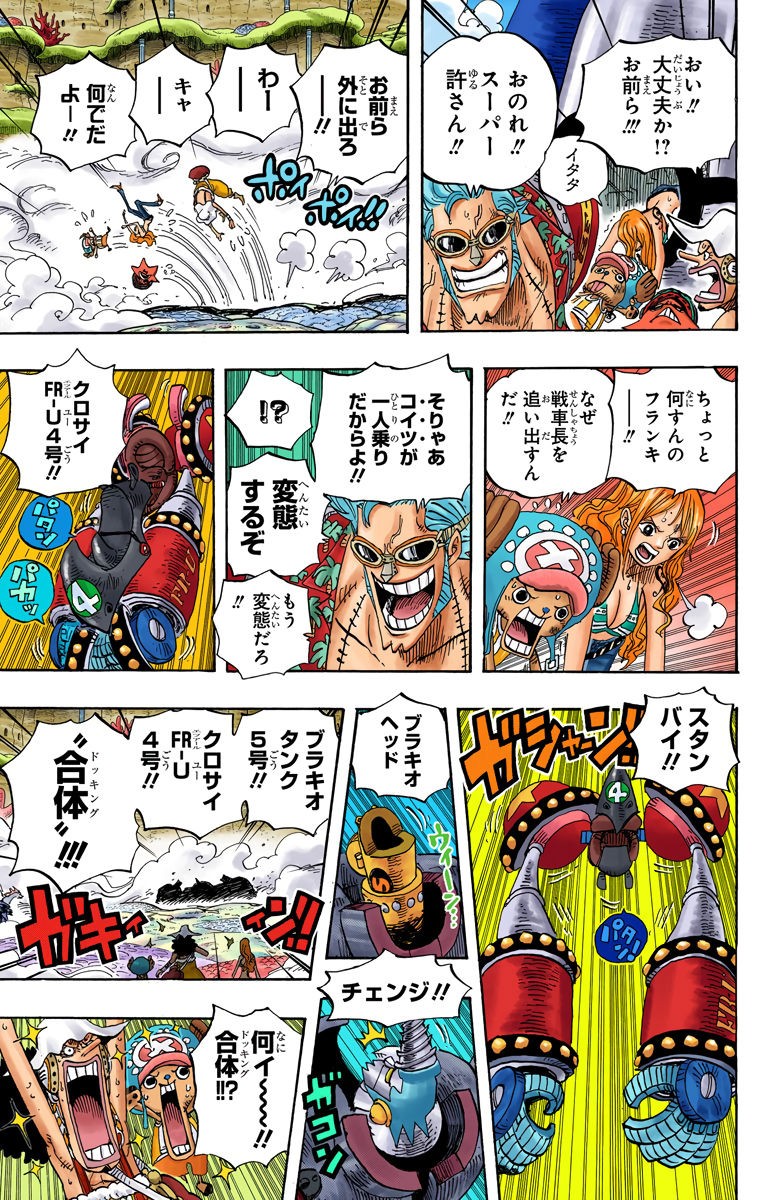 おい!!
大丈夫か!?
お前ら!!!
イタタ
おのれ!!
スーパー
許さん!!
お前ら
外に出ろ
――!!
わー
―
キャ
―
何でだ
よー!!
ポイ
ポイ!!
ちょっと
何すんの
フランキ
――!!
なぜ
戦車長を
追い出すん
だ!!
そりゃあ
コイツが
一人乗り
だからよ!!
!?
変態
するぞ
もう
変態だろ
!!
クロサイ
FR-U
4号!!
パタン
パカッ
4
スタン
バイ!!
ガシャーン!!
4
パタン!
ブラキオ
ヘッド
ウィーン…
5
チェンジ!!
ガコン
ブラキオ
タンク
5号!!
クロサイ
FR-U
4号!!
〝合体〟!!!
ガキィィン!!
何イ〜〜〜!!
合体!!?